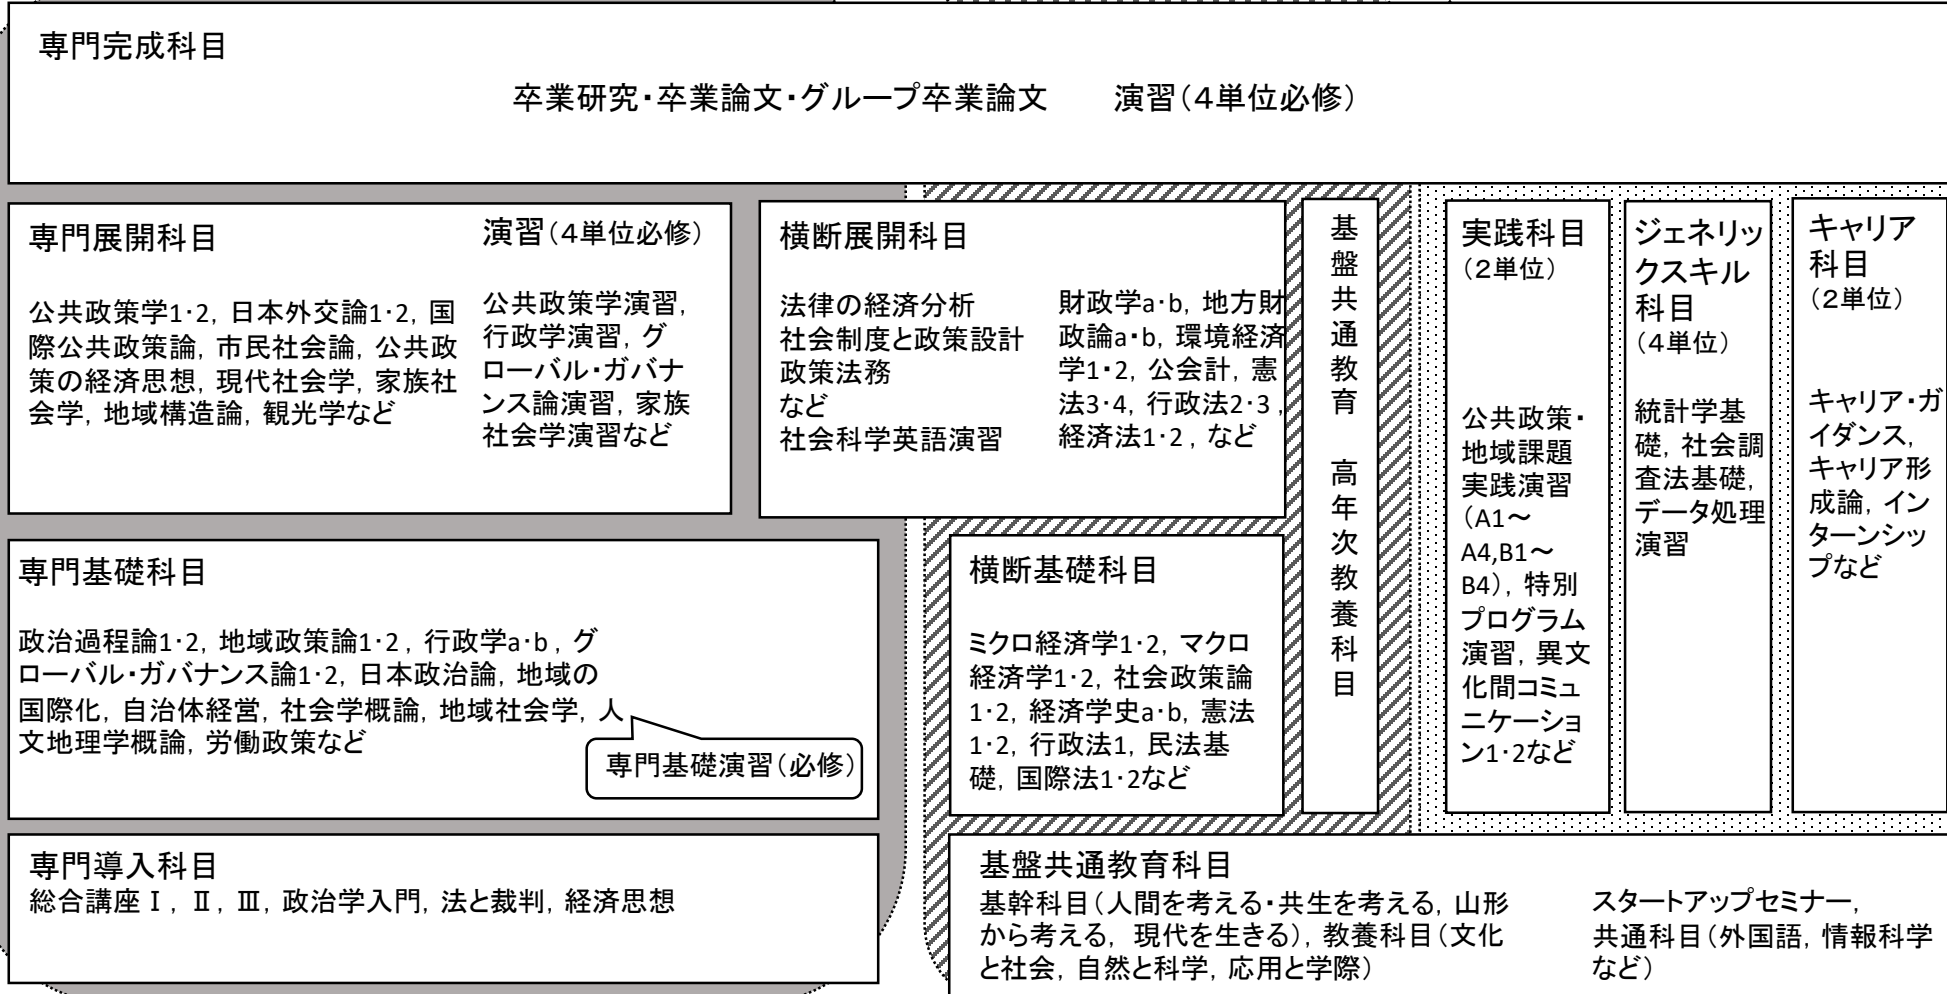 専門完成科目
卒業研究・卒業論文・グループ卒業論文　　演習（４単位必修）
専門展開科目
公共政策学1・2, 日本外交論1・2, 国
際公共政策論, 市民社会論, 公共政
策の経済思想, 現代社会学, 家族社
会学, 地域構造論, 観光学など
演習（４単位必修）
公共政策学演習,
行政学演習, グ
ローバル・ガバナ
ンス論演習, 家族
社会学演習など
横断展開科目
法律の経済分析
社会制度と政策設計
政策法務
など
社会科学英語演習
財政学a・b, 地方財
政論a・b, 環境経済
学1・2, 公会計, 憲
法3・4, 行政法2・3 ,
経済法1・2 , など
基盤共通教育　高年次教養科目
実践科目
（２単位）
公共政策・
地域課題
実践演習
（A1～
A4,B1～
B4）, 特別
プログラム
演習, 異文
化間コミュ
ニケーショ
ン1・2など
ジェネリッ
クスキル
科目
（４単位）
統計学基
礎, 社会調
査法基礎,
データ処理
演習
キャリア
科目
（２単位）
キャリア・ガ
イダンス,
キャリア形
成論, イン
ターンシッ
プなど
専門基礎科目
政治過程論1・2, 地域政策論1・2 , 行政学a・b , グ
ローバル・ガバナンス論1・2, 日本政治論, 地域の
国際化, 自治体経営, 社会学概論, 地域社会学, 人
文地理学概論, 労働政策など
専門基礎演習（必修）
横断基礎科目
ミクロ経済学1・2, マクロ
経済学1・2, 社会政策論
1・2, 経済学史a・b, 憲法
1・2, 行政法1, 民法基
礎, 国際法1・2など
専門導入科目
総合講座Ⅰ, Ⅱ, Ⅲ, 政治学入門, 法と裁判, 経済思想
基盤共通教育科目
基幹科目（人間を考える・共生を考える, 山形
から考える, 現代を生きる）, 教養科目（文化
と社会, 自然と科学, 応用と学際）
スタートアップセミナー,
共通科目（外国語, 情報科学
など）